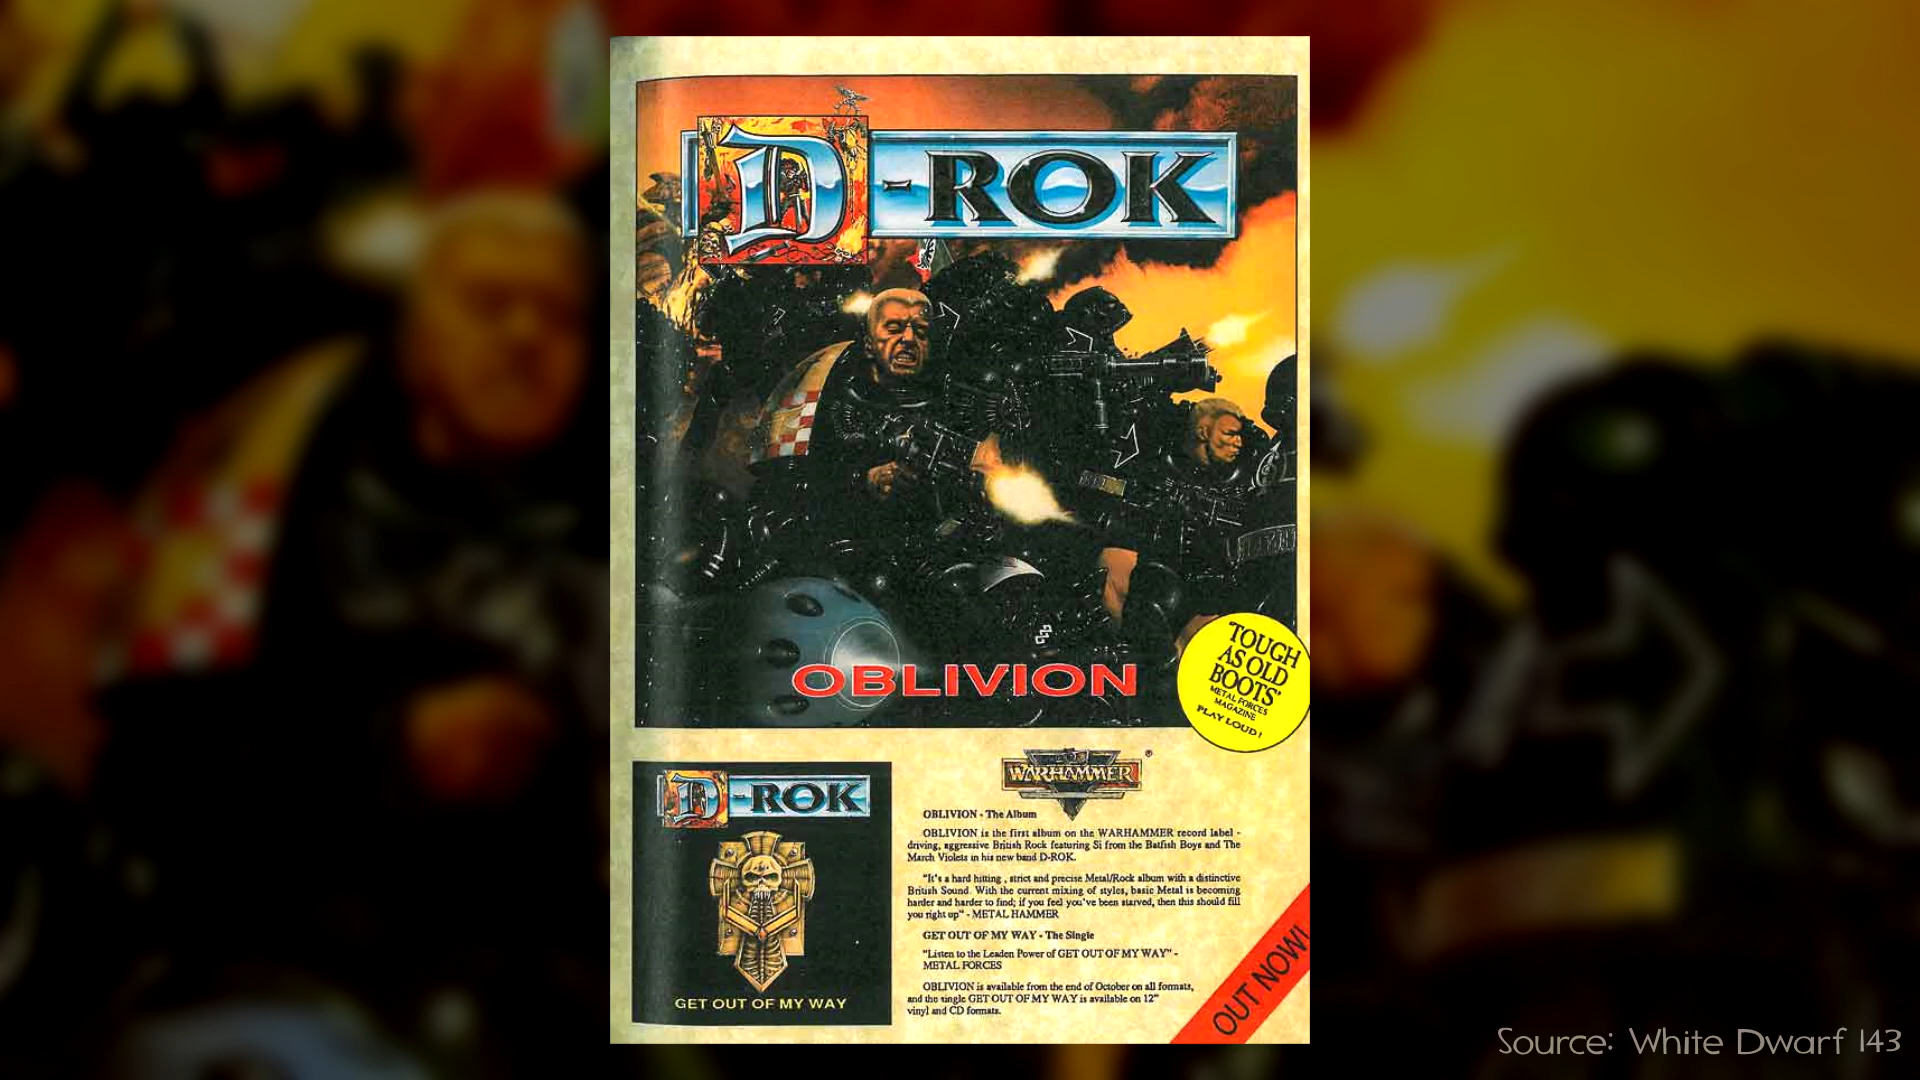 D-ROK
OBLIVION
TOUGH
AS OLD
BOOTS'
METAL FORCES
MAGAZINE
PLAY LOUD!
D-ROK
GET OUT OF MY WAY
WARHAMMER®
OBLIVION - The Album
OBLIVION is the first album on the WARHAMMER record label -
driving, aggressive British Rock featuring Si from the Batfish Boys and The
March Violets in his new band D-ROK.
"It's a hard hitting , strict and precise Metal/Rock album with a distinctive
British Sound. With the current mixing of styles, basic Metal is becoming
harder and harder to find; if you feel you've been starved, then this should fill
you right up" - METAL HAMMER
GET OUT OF MY WAY - The Single
"Listen to the Leaden Power of GET OUT OF MY WAY" -
METAL FORCES
OBLIVION is available from the end of October on all formats,
and the single GET OUT OF MY WAY is available on 12"
vinyl and CD formats.
OUT NOW!
Source: White Dwarf 143